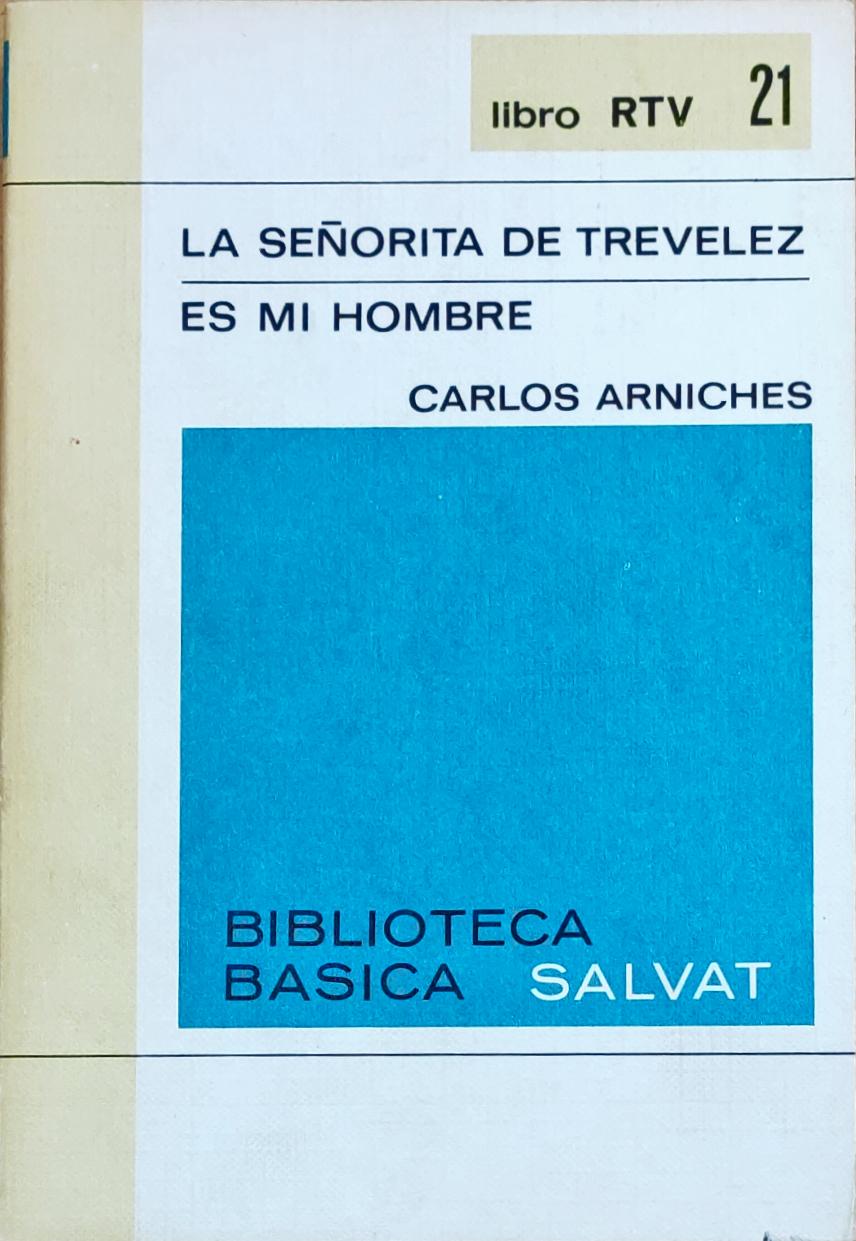 libro RTV 21
LA SEÑORITA DE TREVELEZ
ES MI HOMBRE
CARLOS ARNICHES
BIBLIOTECA
BASICA SALVAT